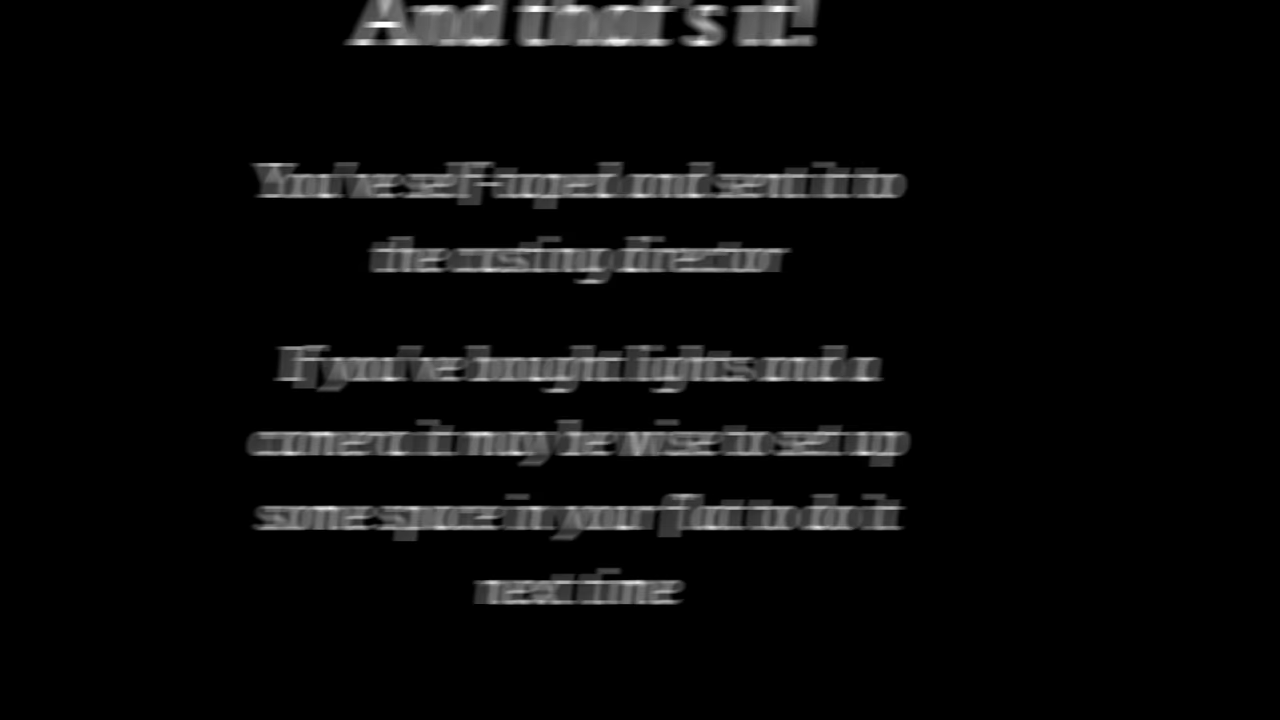 And that's it!
You've self-taped and sent it to
the casting director
If you've bought lights and a
camera it may be wise to set up
some space in your flat to do it
next time